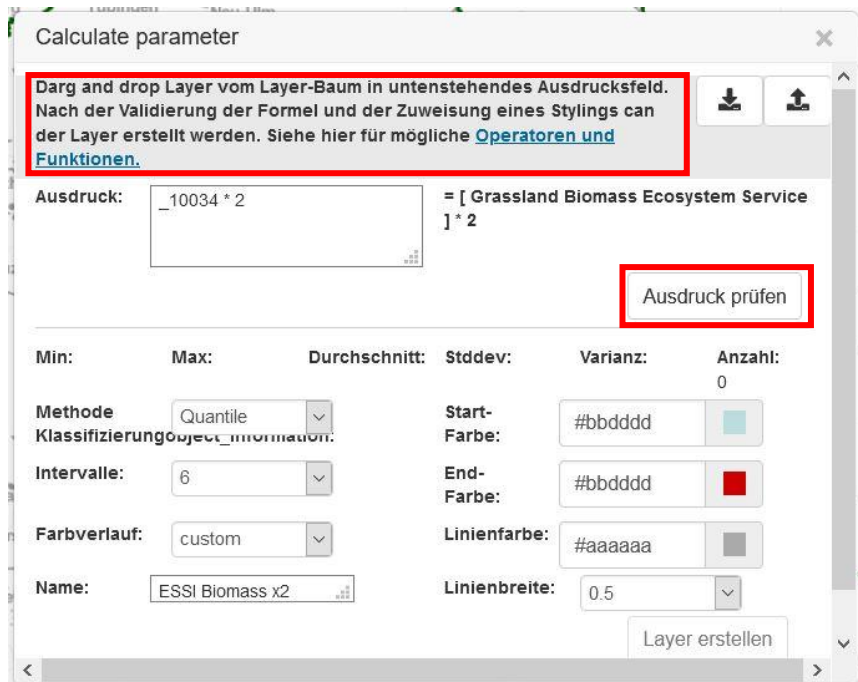 Calculate parameter
Darg and drop Layer vom Layer-Baum in untenstehendes Ausdrucksfeld.
Nach der Validierung der Formel und der Zuweisung eines Stylings can
der Layer erstellt werden. Siehe hier für mögliche Operatoren und
Funktionen.
Ausdruck:
_10034 * 2
= [ Grassland Biomass Ecosystem Service
] * 2
Ausdruck prüfen
Min: Max: Durchschnitt: Stddev: Varianz: Anzahl:
0
Methode
Klassifizierungobject_information:
Quantile
Start-
Farbe:
#bbdddd
Intervalle:
6
End-
Farbe:
#bbdddd
Farbverlauf:
custom
Linienfarbe:
#aaaaaa
Name:
ESSI Biomass x2
Linienbreite:
0.5
Layer erstellen